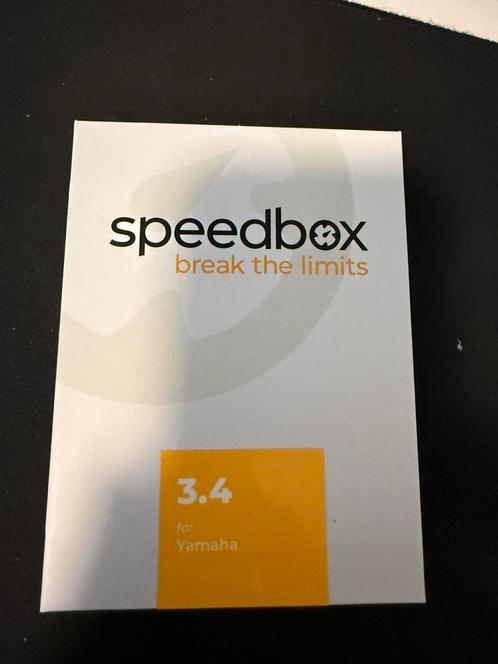 speedbox
break the limits
3.4
for
Yamaha